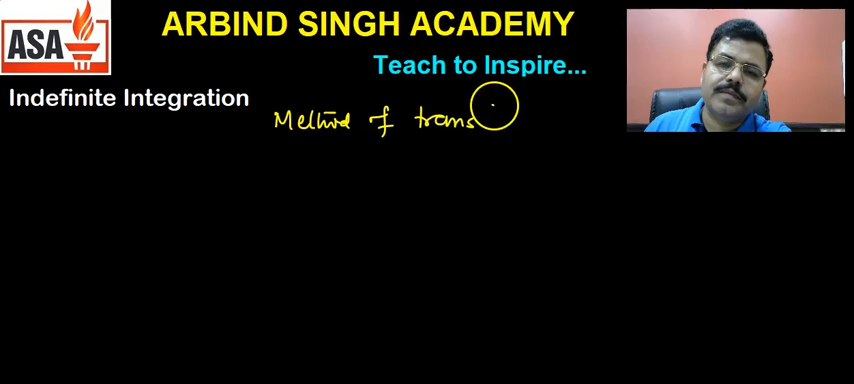 ARBIND SINGH ACADEMY
ASA
Teach to Inspire...
Indefinite Integration
Method of trans